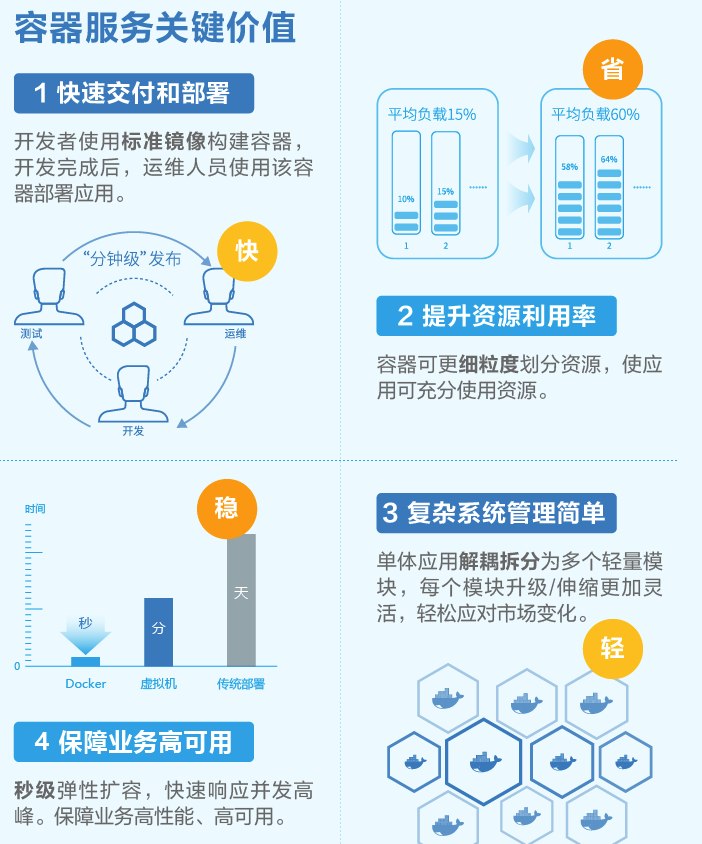 容器服务关键价值
1 快速交付和部署
开发者使用标准镜像构建容器，
开发完成后，运维人员使用该容
器部署应用。
快
“分钟级”发布
测试
运维
开发
省
平均负载15%
10%
15%
......
1
2
平均负载60%
58%
64%
......
1
2
2 提升资源利用率
容器可更细粒度划分资源，使应
用可充分使用资源。
稳
时间
天
秒
分
0
Docker
虚拟机
传统部署
4 保障业务高可用
秒级弹性扩容，快速响应并发高
峰。保障业务高性能、高可用。
3 复杂系统管理简单
单体应用解耦拆分为多个轻量模
块，每个模块升级/伸缩更加灵
活，轻松应对市场变化。
轻